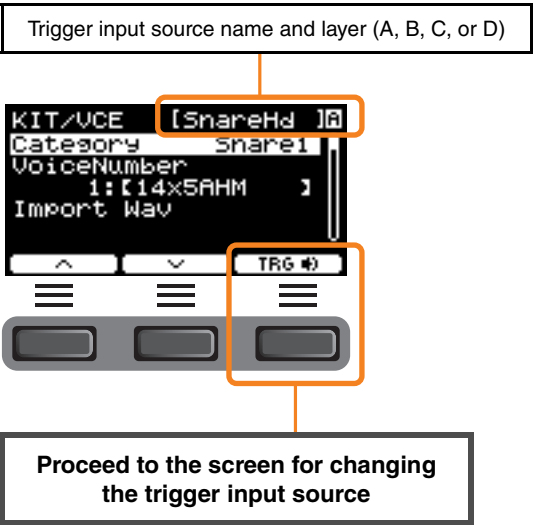 Trigger input source name and layer (A, B, C, or D)
KIT/VCE [SnareHd ]A
Category Snare1
VoiceNumber
1:[14x5AHM ]
Import Wav
TRG
Proceed to the screen for changing
the trigger input source